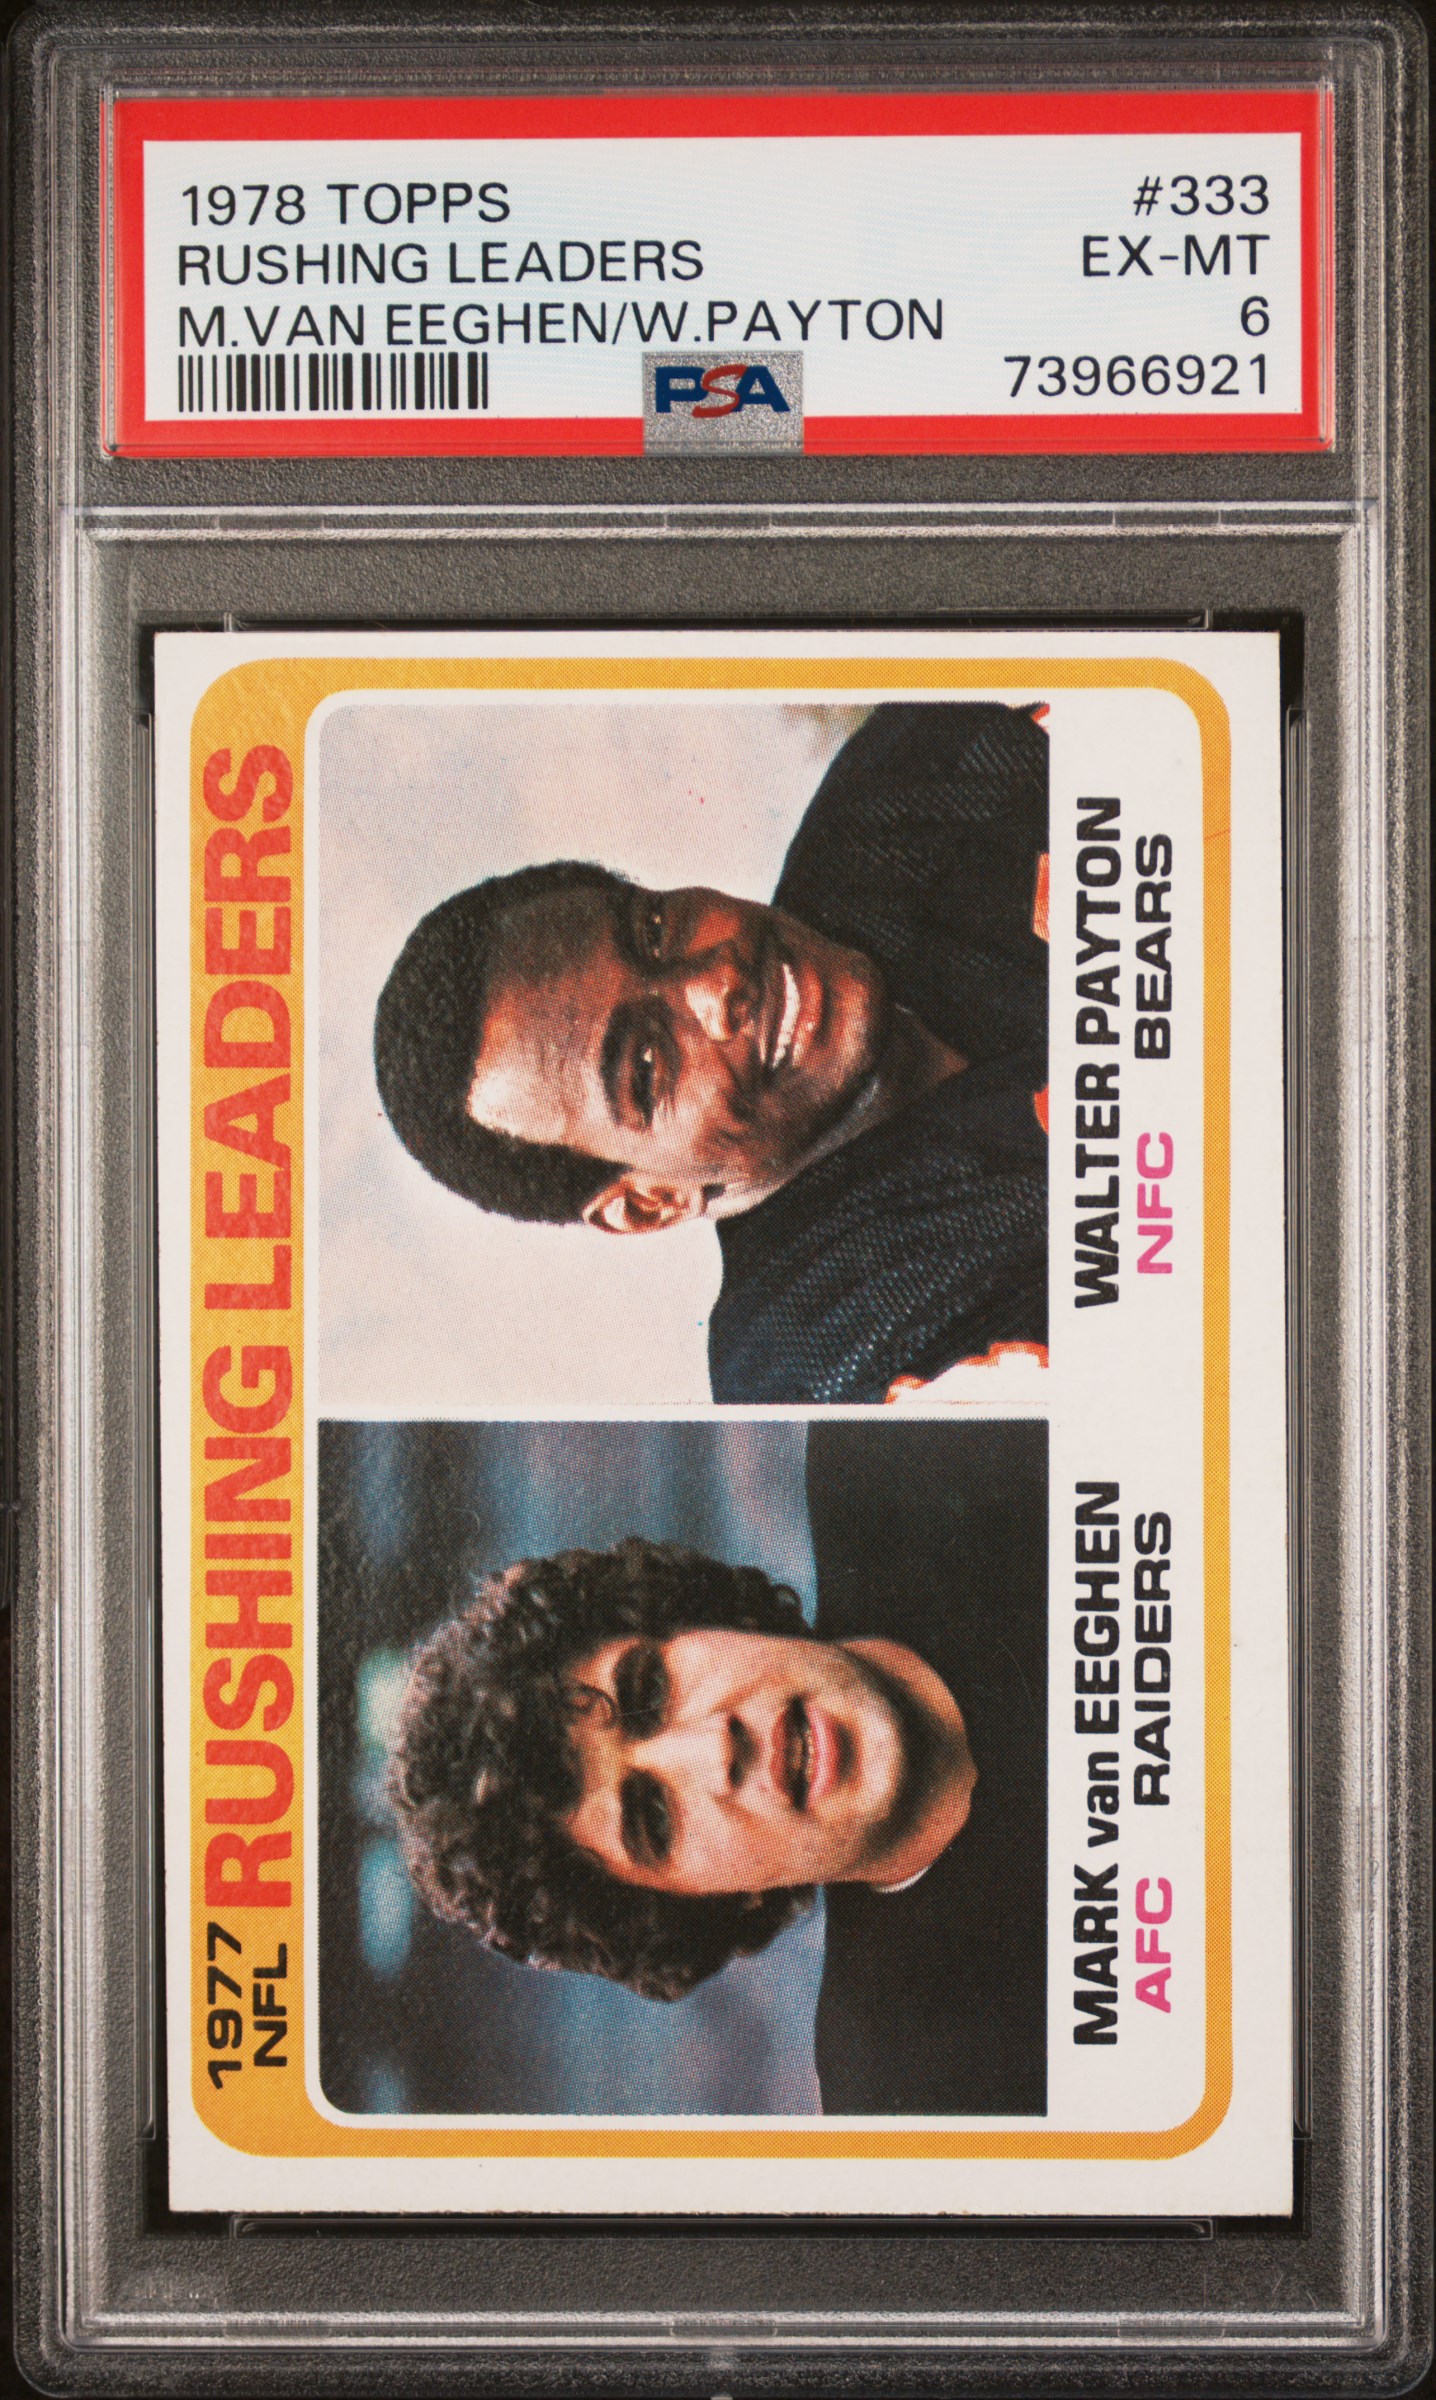 1978 TOPPS
#333
RUSHING LEADERS
EX-MT
M.VAN EEGHEN/W.PAYTON
6
PSA
73966921
1977
NFL
RUSHING LEADERS
MARK van EEGHEN
AFC RAIDERS
WALTER PAYTON
NFC BEARS